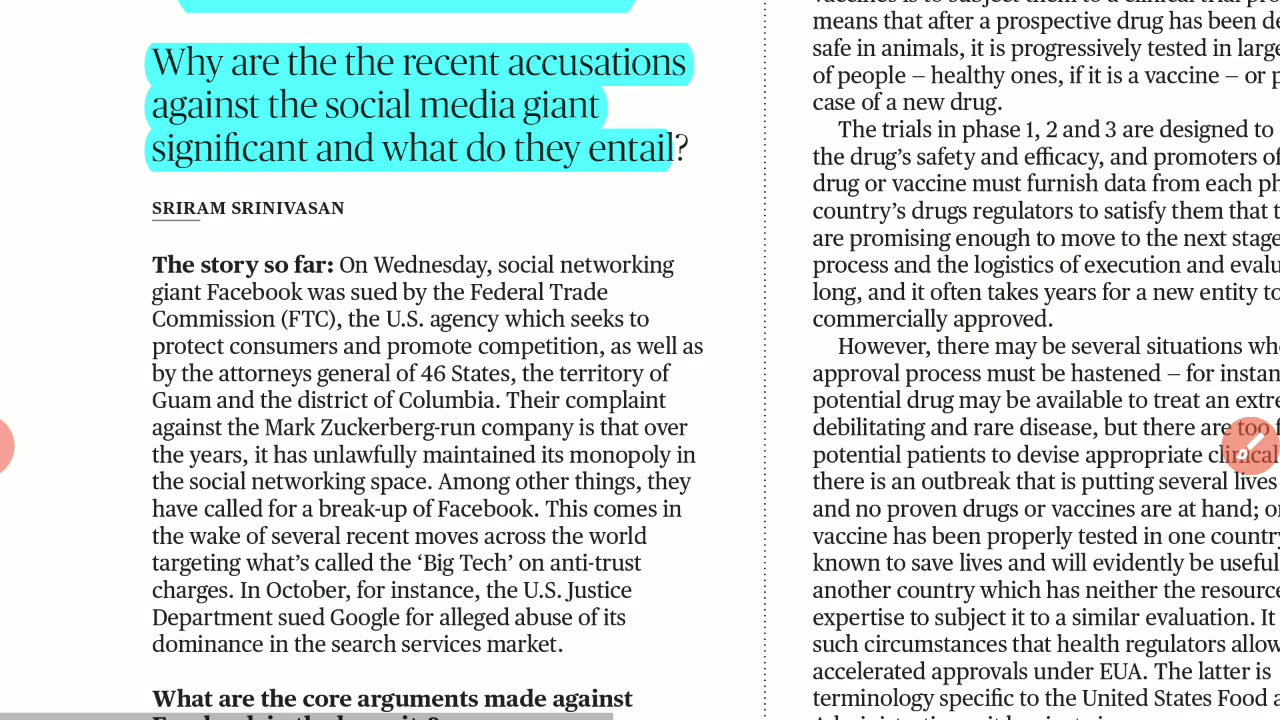 Why are the the recent accusations
against the social media giant
significant and what do they entail?
SRIRAM SRINIVASAN
The story so far: On Wednesday, social networking
giant Facebook was sued by the Federal Trade
Commission (FTC), the U.S. agency which seeks to
protect consumers and promote competition, as well as
by the attorneys general of 46 States, the territory of
Guam and the district of Columbia. Their complaint
against the Mark Zuckerberg-run company is that over
the years, it has unlawfully maintained its monopoly in
the social networking space. Among other things, they
have called for a break-up of Facebook. This comes in
the wake of several recent moves across the world
targeting what's called the ‘Big Tech’ on anti-trust
charges. In October, for instance, the U.S. Justice
Department sued Google for alleged abuse of its
dominance in the search services market.
What are the core arguments made against
means that after a prospective drug has been
safe in animals, it is progressively tested in
of people — healthy ones, if it is a vaccine — or
case of a new drug.
The trials in phase 1, 2 and 3 are designed to
the drug's safety and efficacy, and promoters of
drug or vaccine must furnish data from each
country's drugs regulators to satisfy them that
are promising enough to move to the next stage
process and the logistics of execution and
long, and it often takes years for a new entity to
commercially approved.
However, there may be several situations
approval process must be hastened — for
potential drug may be available to treat an
debilitating and rare disease, but there are too
potential patients to devise appropriate clinical
there is an outbreak that is putting several lives
and no proven drugs or vaccines are at hand; or
vaccine has been properly tested in one country
known to save lives and will evidently be useful
another country which has neither the
expertise to subject it to a similar evaluation. It
such circumstances that health regulators allow
accelerated approvals under EUA. The latter is
terminology specific to the United States Food